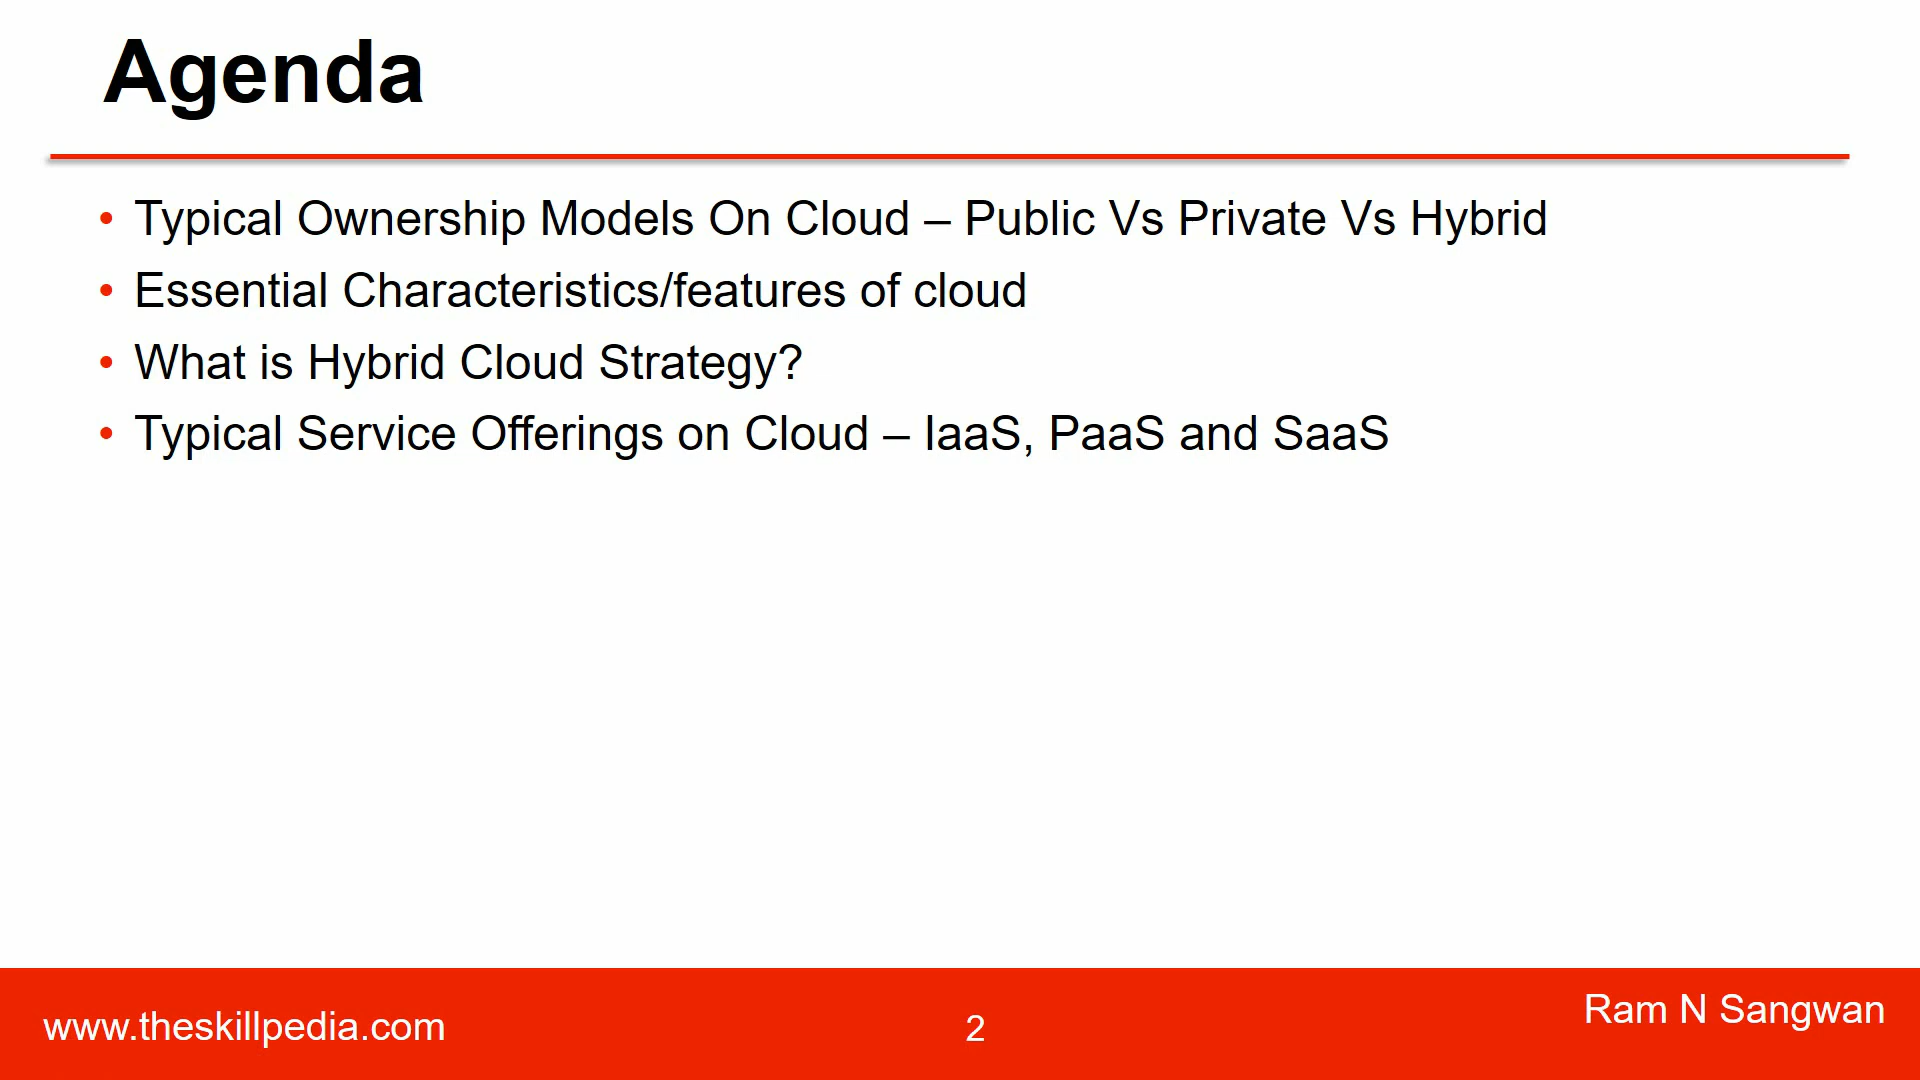 Agenda
• Typical Ownership Models On Cloud – Public Vs Private Vs Hybrid
• Essential Characteristics/features of cloud
• What is Hybrid Cloud Strategy?
• Typical Service Offerings on Cloud – IaaS, PaaS and SaaS
www.theskillpedia.com
2
Ram N Sangwan